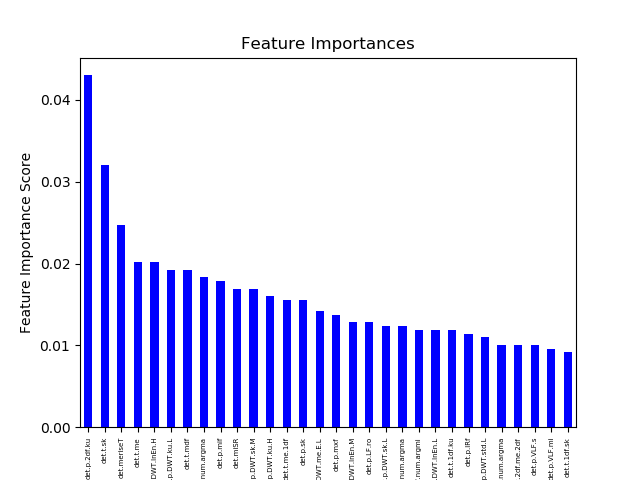 Feature Importances
Feature Importance Score
0.04
0.03
0.02
0.01
0.00
det.p.2df.ku
det.t.sk
det.meriseT
det.t.me
DWT.lnEn.H
.p.DWT.ku.L
det.t.mdf
num.argma
det.p.mif
det.mISR
p.DWT.sk.M
p.DWT.ku.H
det.t.me.1df
det.p.sk
DWT.me.E.L
det.p.mxf
DWT.lnEn.M
det.p.LF.ro
.p.DWT.sk.L
num.argma
.num.argmi
DWT.lnEn.L
det.t.1df.ku
det.p.IRf
p.DWT.std.L
num.argma
.2df.me.2df
det.p.VLF.s
det.p.VLF.mi
det.t.1df.sk